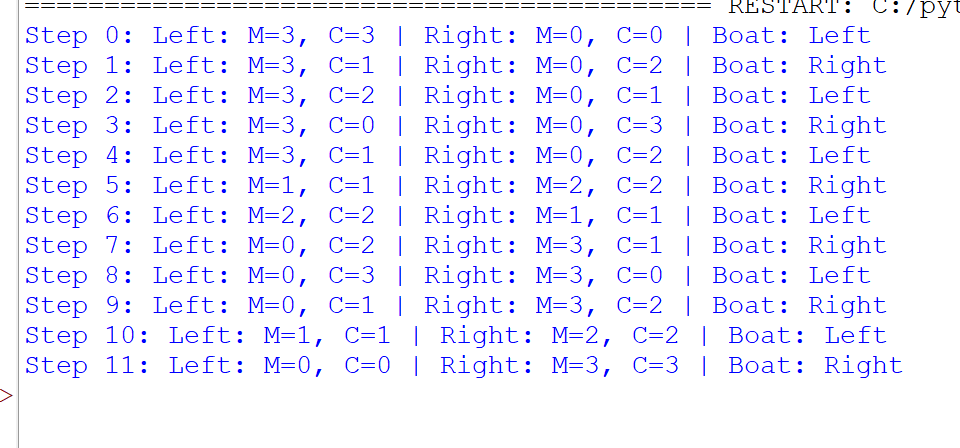 ============================================ RESTART: C:/pyt
Step 0: Left: M=3, C=3 | Right: M=0, C=0 | Boat: Left
Step 1: Left: M=3, C=1 | Right: M=0, C=2 | Boat: Right
Step 2: Left: M=3, C=2 | Right: M=0, C=1 | Boat: Left
Step 3: Left: M=3, C=0 | Right: M=0, C=3 | Boat: Right
Step 4: Left: M=3, C=1 | Right: M=0, C=2 | Boat: Left
Step 5: Left: M=1, C=1 | Right: M=2, C=2 | Boat: Right
Step 6: Left: M=2, C=2 | Right: M=1, C=1 | Boat: Left
Step 7: Left: M=0, C=2 | Right: M=3, C=1 | Boat: Right
Step 8: Left: M=0, C=3 | Right: M=3, C=0 | Boat: Left
Step 9: Left: M=0, C=1 | Right: M=3, C=2 | Boat: Right
Step 10: Left: M=1, C=1 | Right: M=2, C=2 | Boat: Left
Step 11: Left: M=0, C=0 | Right: M=3, C=3 | Boat: Right
>